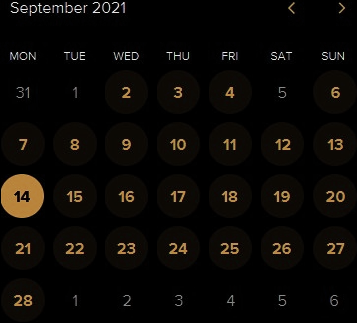 September 2021
MON TUE WED THU FRI SAT SUN
31 1 2 3 4 5 6
7 8 9 10 11 12 13
14 15 16 17 18 19 20
21 22 23 24 25 26 27
28 1 2 3 4 5 6